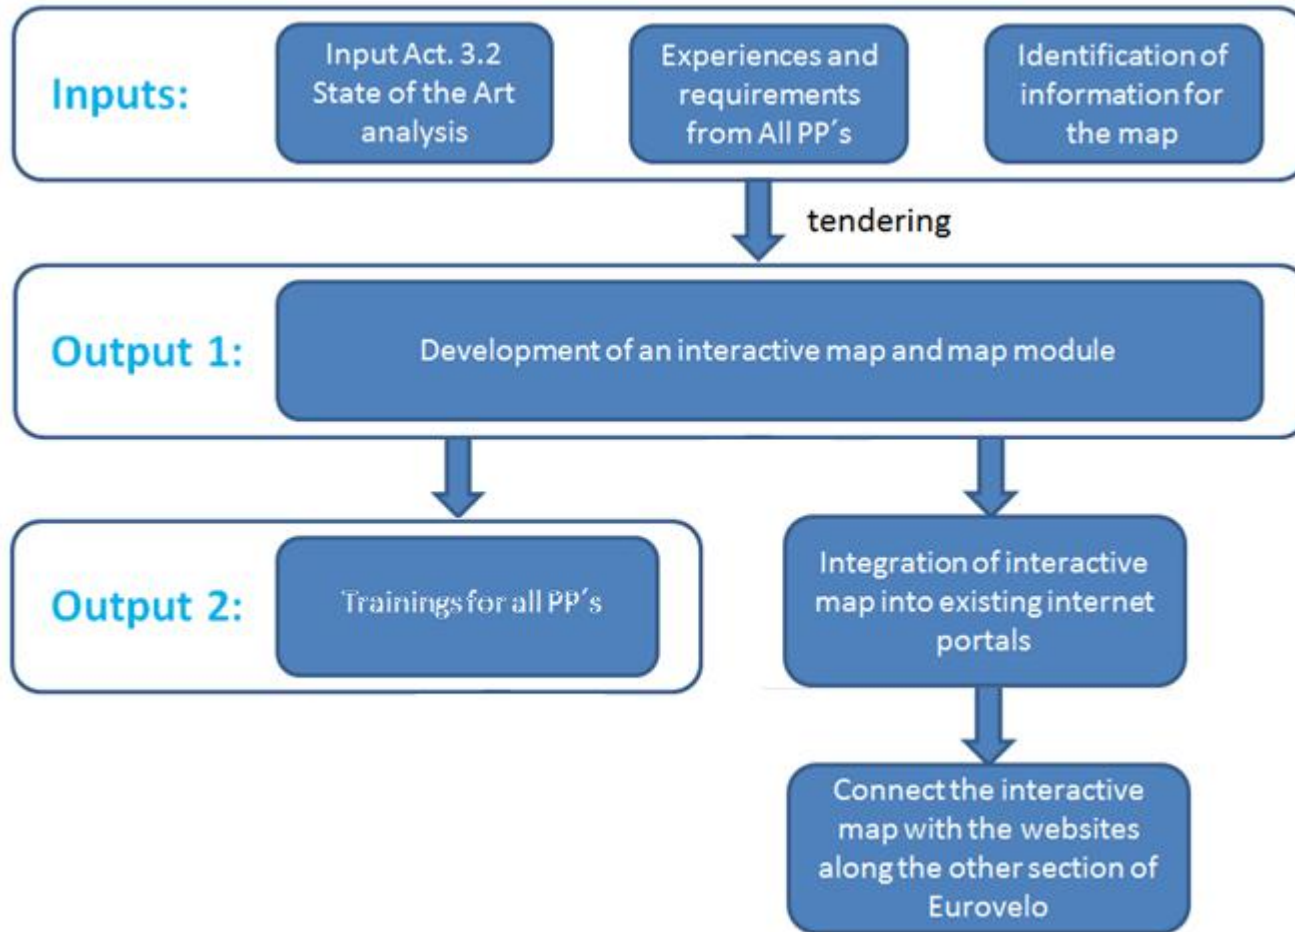 Inputs:
Input Act. 3.2
State of the Art
analysis
Experiences and
requirements
from All PP´s
Identification of
information for
the map
tendering
Output 1:
Development of an interactive map and map module
Output 2:
Trainings for all PP´s
Integration of interactive
map into existing internet
portals
Connect the interactive
map with the websites
along the other section of
Eurovelo